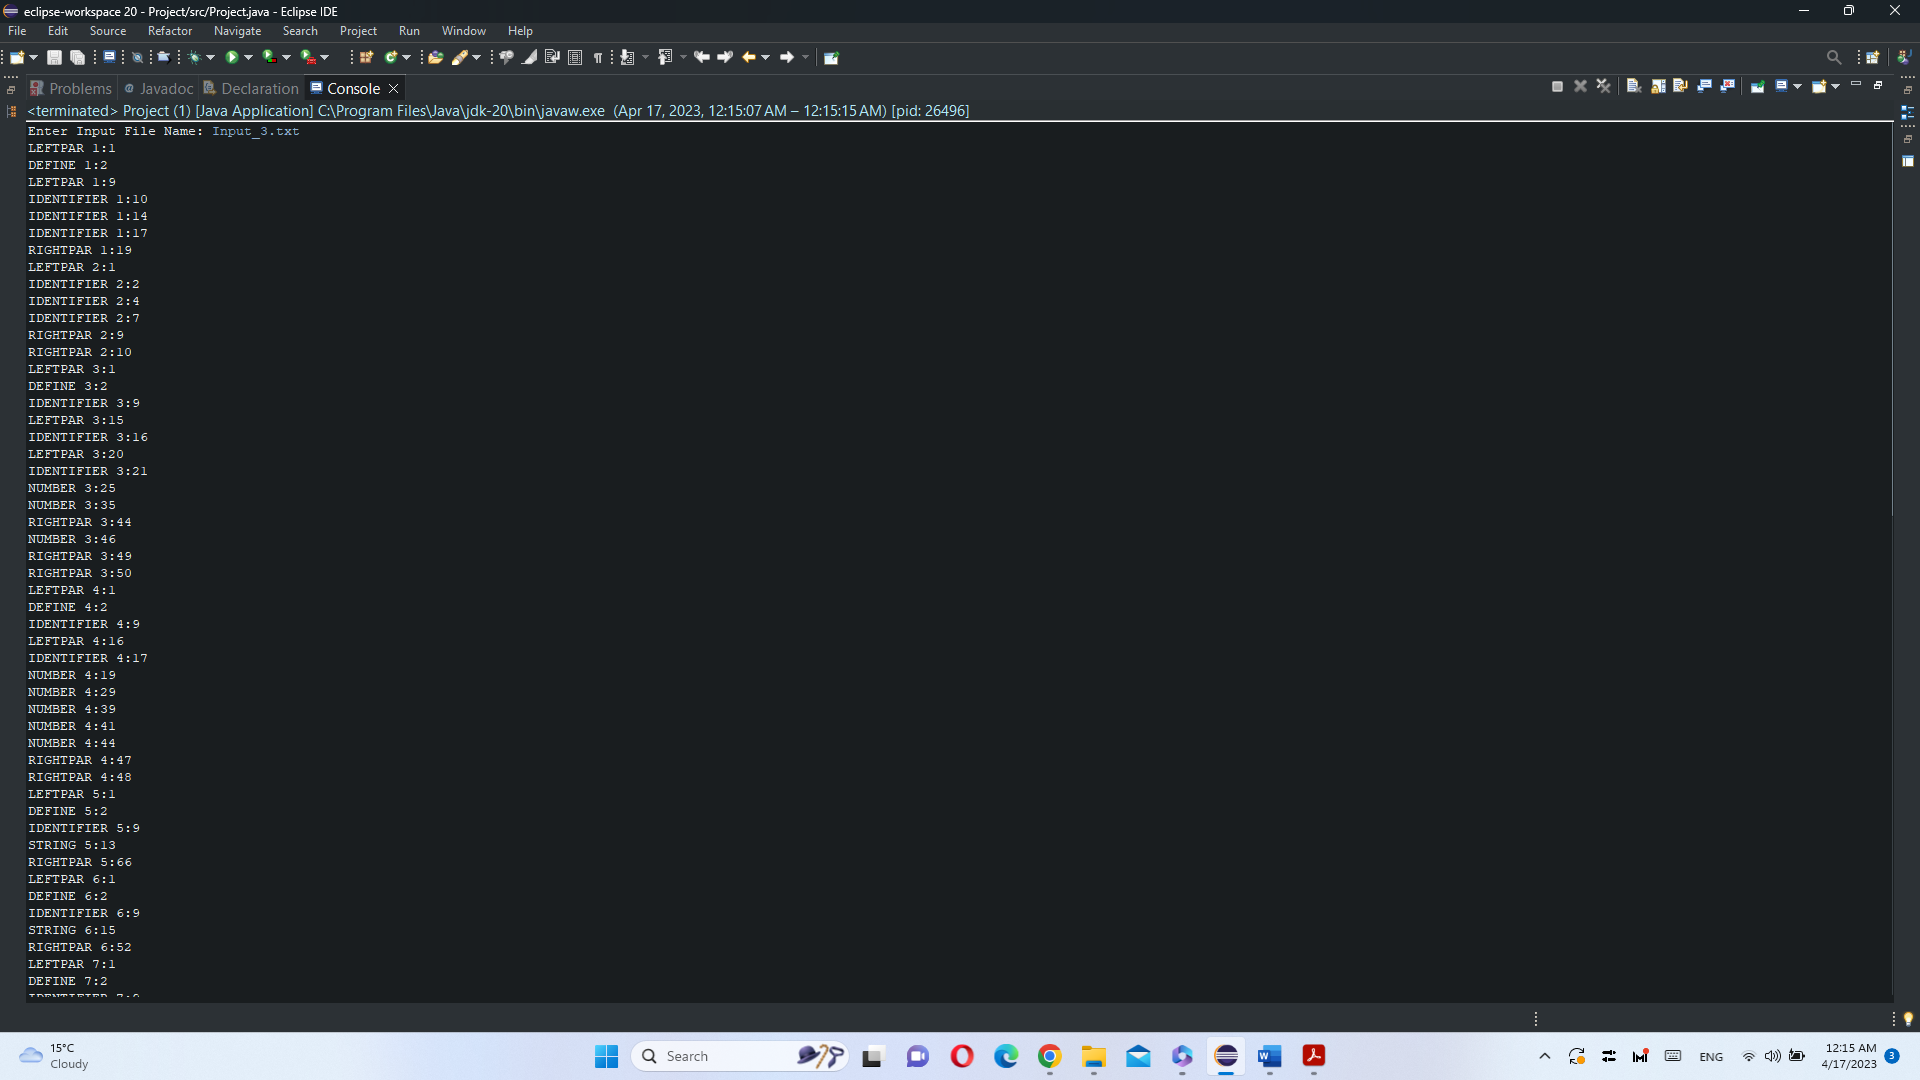 eclipse-workspace 20 - Project/src/Project.java - Eclipse IDE
File Edit Source Refactor Navigate Search Project Run Window Help
Problems Javadoc Declaration Console
<terminated> Project (1) [Java Application] C:\Program Files\Java\jdk-20\bin\javaw.exe (Apr 17, 2023, 12:15:07 AM – 12:15:15 AM) [pid: 26496]
Enter Input File Name: Input_3.txt
LEFTPAR 1:1
DEFINE 1:2
LEFTPAR 1:9
IDENTIFIER 1:10
IDENTIFIER 1:14
IDENTIFIER 1:17
RIGHTPAR 1:19
LEFTPAR 2:1
IDENTIFIER 2:2
IDENTIFIER 2:4
IDENTIFIER 2:7
RIGHTPAR 2:9
RIGHTPAR 2:10
LEFTPAR 3:1
DEFINE 3:2
IDENTIFIER 3:9
LEFTPAR 3:15
IDENTIFIER 3:16
LEFTPAR 3:20
IDENTIFIER 3:21
NUMBER 3:25
NUMBER 3:35
RIGHTPAR 3:44
NUMBER 3:46
RIGHTPAR 3:49
RIGHTPAR 3:50
LEFTPAR 4:1
DEFINE 4:2
IDENTIFIER 4:9
LEFTPAR 4:16
IDENTIFIER 4:17
NUMBER 4:19
NUMBER 4:29
NUMBER 4:39
NUMBER 4:41
NUMBER 4:44
RIGHTPAR 4:47
RIGHTPAR 4:48
LEFTPAR 5:1
DEFINE 5:2
IDENTIFIER 5:9
STRING 5:13
RIGHTPAR 5:66
LEFTPAR 6:1
DEFINE 6:2
IDENTIFIER 6:9
STRING 6:15
RIGHTPAR 6:52
LEFTPAR 7:1
DEFINE 7:2
IDENTIFIER 7:9
15°C
Cloudy
Search
ENG
12:15 AM
4/17/2023
3